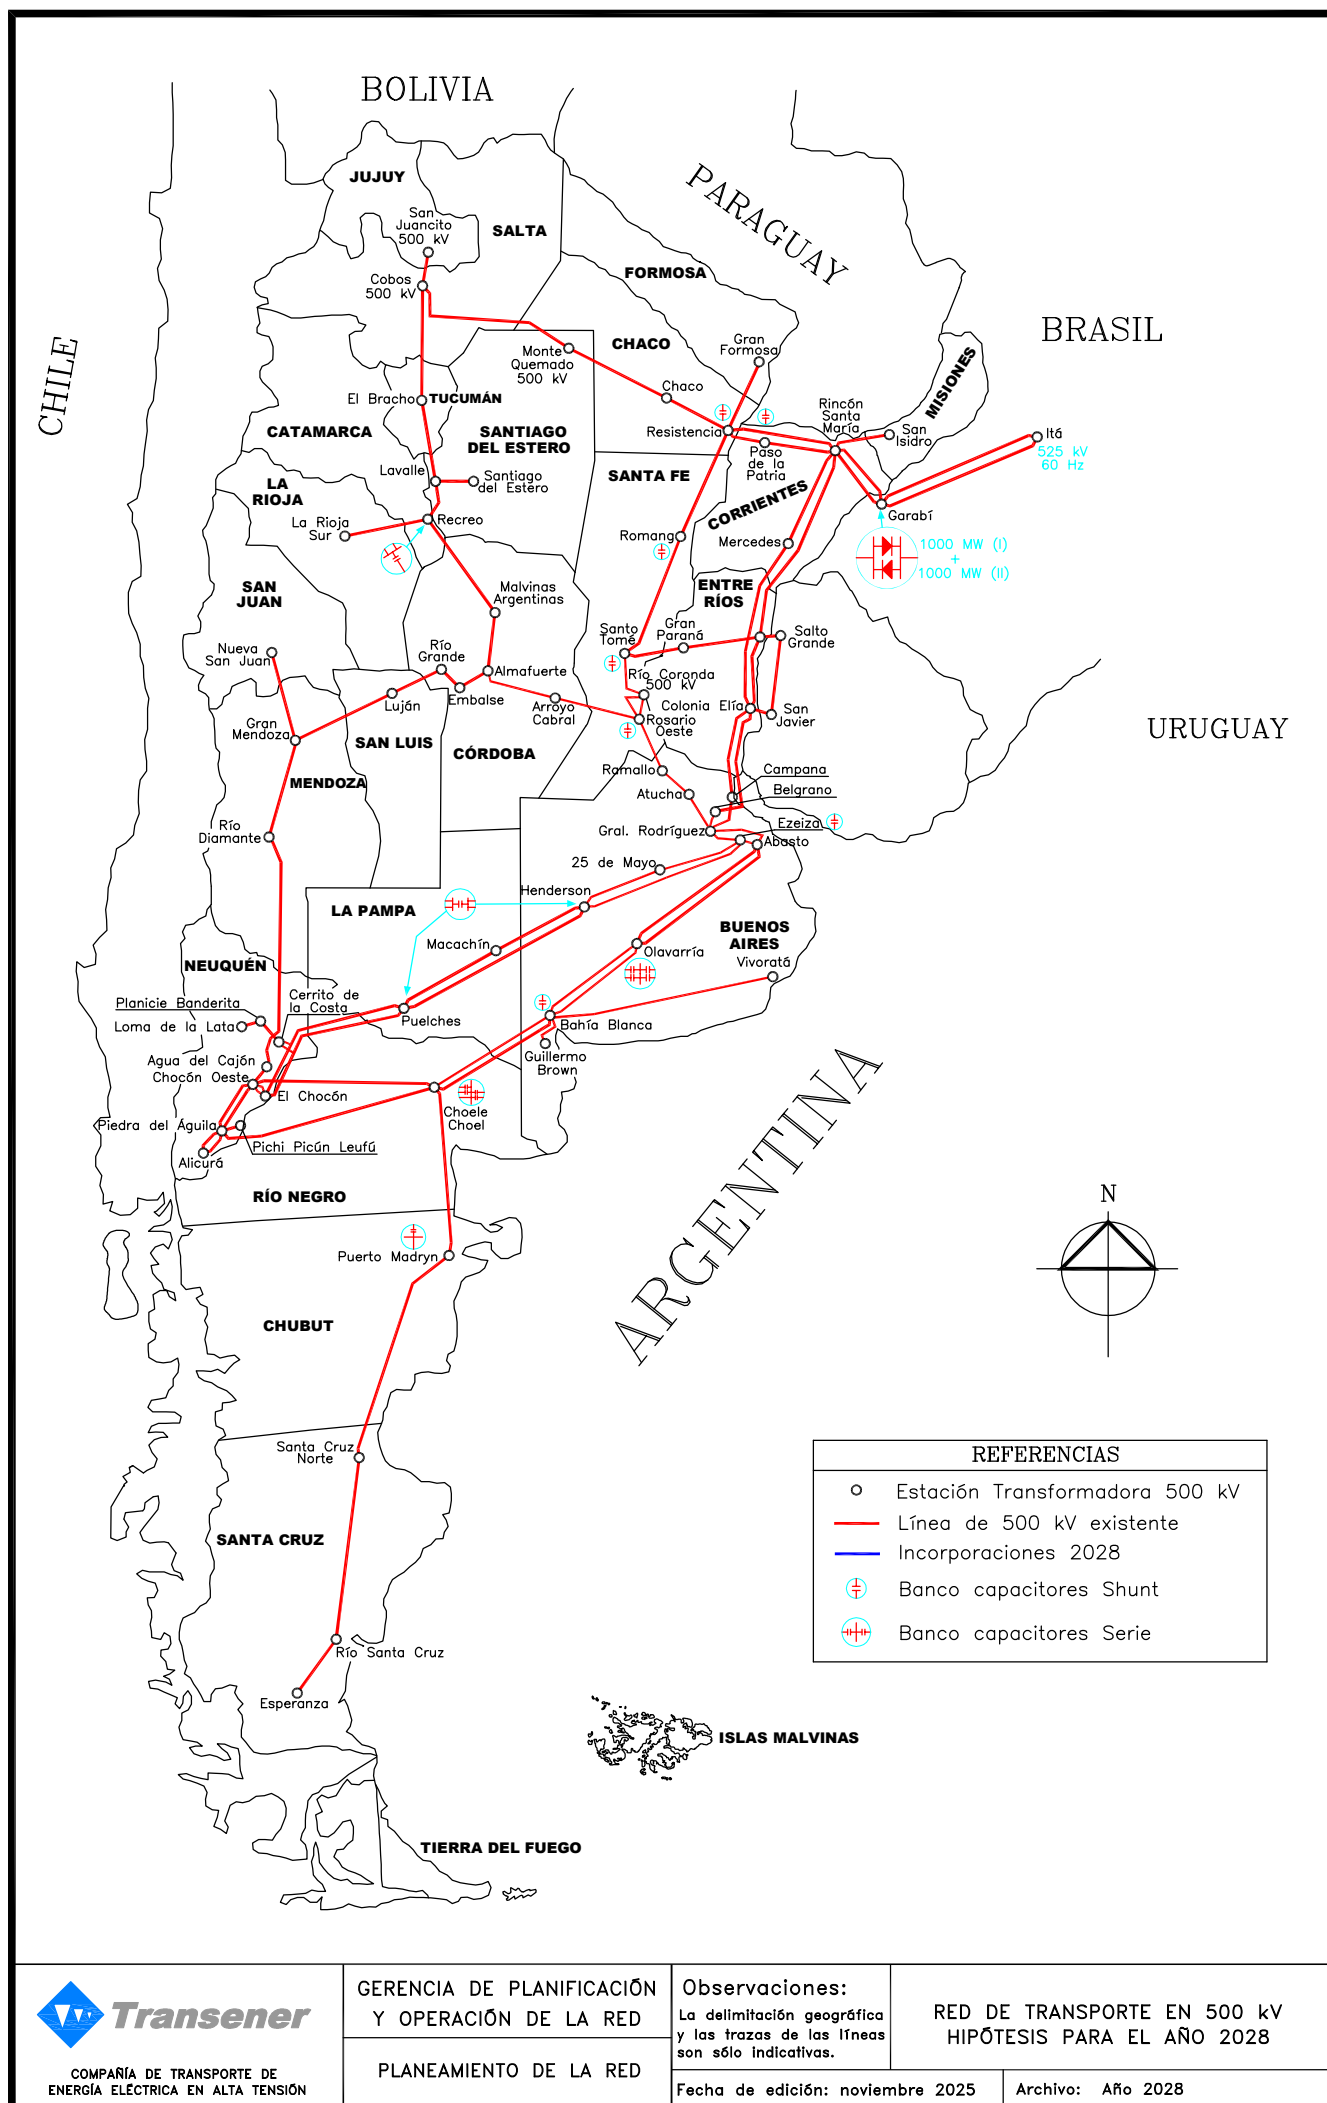 BOLIVIA
PARAGUAY
BRASIL
CHILE
URUGUAY
ARGENTINA
JUJUY
San
Juancito
500 kV
SALTA
Cobos
500 kV
FORMOSA
CHACO
Gran
Formosa
Monte
Quemado
500 kV
Chaco
MISIONES
El Bracho
TUCUMÁN
CATAMARCA
SANTIAGO
DEL ESTERO
Resistencia
Rincón
Santa
María
San
Isidro
Itá
525 kV
60 Hz
Paso
de la
Patria
Lavalle
Santiago
del Estero
SANTA FE
CORRIENTES
LA
RIOJA
La Rioja
Sur
Recreo
Garabí
Romang
Mercedes
1000 MW (I)
+
1000 MW (II)
SAN
JUAN
Malvinas
Argentinas
ENTRE
RÍOS
Nueva
San Juan
Río
Grande
Almafuerte
Santo
Tomé
Gran
Paraná
Salto
Grande
Río Coronda
500 kV
Luján
Embalse
Arroyo
Cabral
Colonia
Rosario
Oeste
Elía
San
Javier
Gran
Mendoza
SAN LUIS
CÓRDOBA
MENDOZA
Ramallo
Campana
Atucha
Belgrano
Río
Diamante
Gral. Rodríguez
Ezeiza
Abasto
25 de Mayo
Henderson
LA PAMPA
Macachín
Olavarría
BUENOS
AIRES
Vivoratá
NEUQUÉN
Planicie Banderita
Cerrito de
la Costa
Loma de la Lata
Puelches
Bahía Blanca
Agua del Cajón
Chocón Oeste
Guillermo
Brown
El Chocón
Choele
Choel
Piedra del Águila
Pichi Picún Leufú
Alicurá
RÍO NEGRO
N
Puerto Madryn
CHUBUT
Santa Cruz
Norte
SANTA CRUZ
Río Santa Cruz
Esperanza
ISLAS MALVINAS
TIERRA DEL FUEGO
REFERENCIAS
Estación Transformadora 500 kV
Línea de 500 kV existente
Incorporaciones 2028
Banco capacitores Shunt
Banco capacitores Serie
Transener
COMPAÑÍA DE TRANSPORTE DE
ENERGÍA ELÉCTRICA EN ALTA TENSIÓN
GERENCIA DE PLANIFICACIÓN
Y OPERACIÓN DE LA RED
PLANEAMIENTO DE LA RED
Observaciones:
La delimitación geográfica
y las trazas de las líneas
son sólo indicativas.
RED DE TRANSPORTE EN 500 kV
HIPÓTESIS PARA EL AÑO 2028
Fecha de edición: noviembre 2025
Archivo: Año 2028